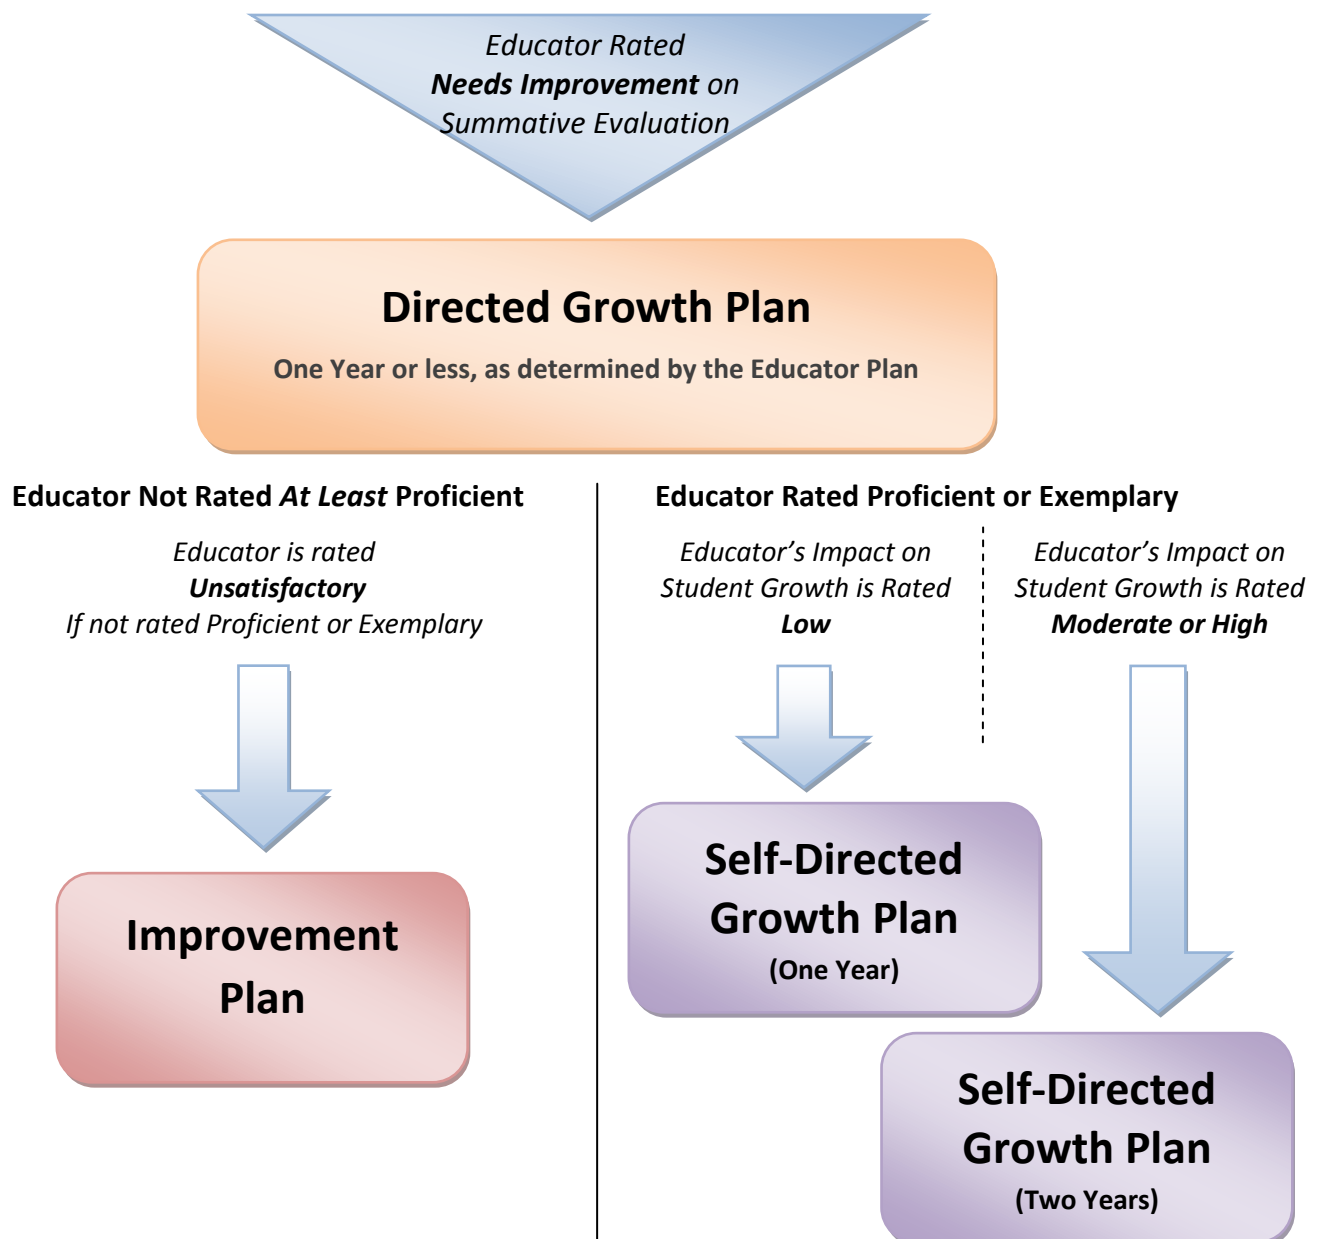 Educator Rated
Needs Improvement on
Summative Evaluation
Directed Growth Plan
One Year or less, as determined by the Educator Plan
Educator Not Rated At Least Proficient
Educator is rated
Unsatisfactory
If not rated Proficient or Exemplary
Improvement
Plan
Educator Rated Proficient or Exemplary
Educator’s Impact on
Student Growth is Rated
Low
Educator’s Impact on
Student Growth is Rated
Moderate or High
Self-Directed
Growth Plan
(One Year)
Self-Directed
Growth Plan
(Two Years)